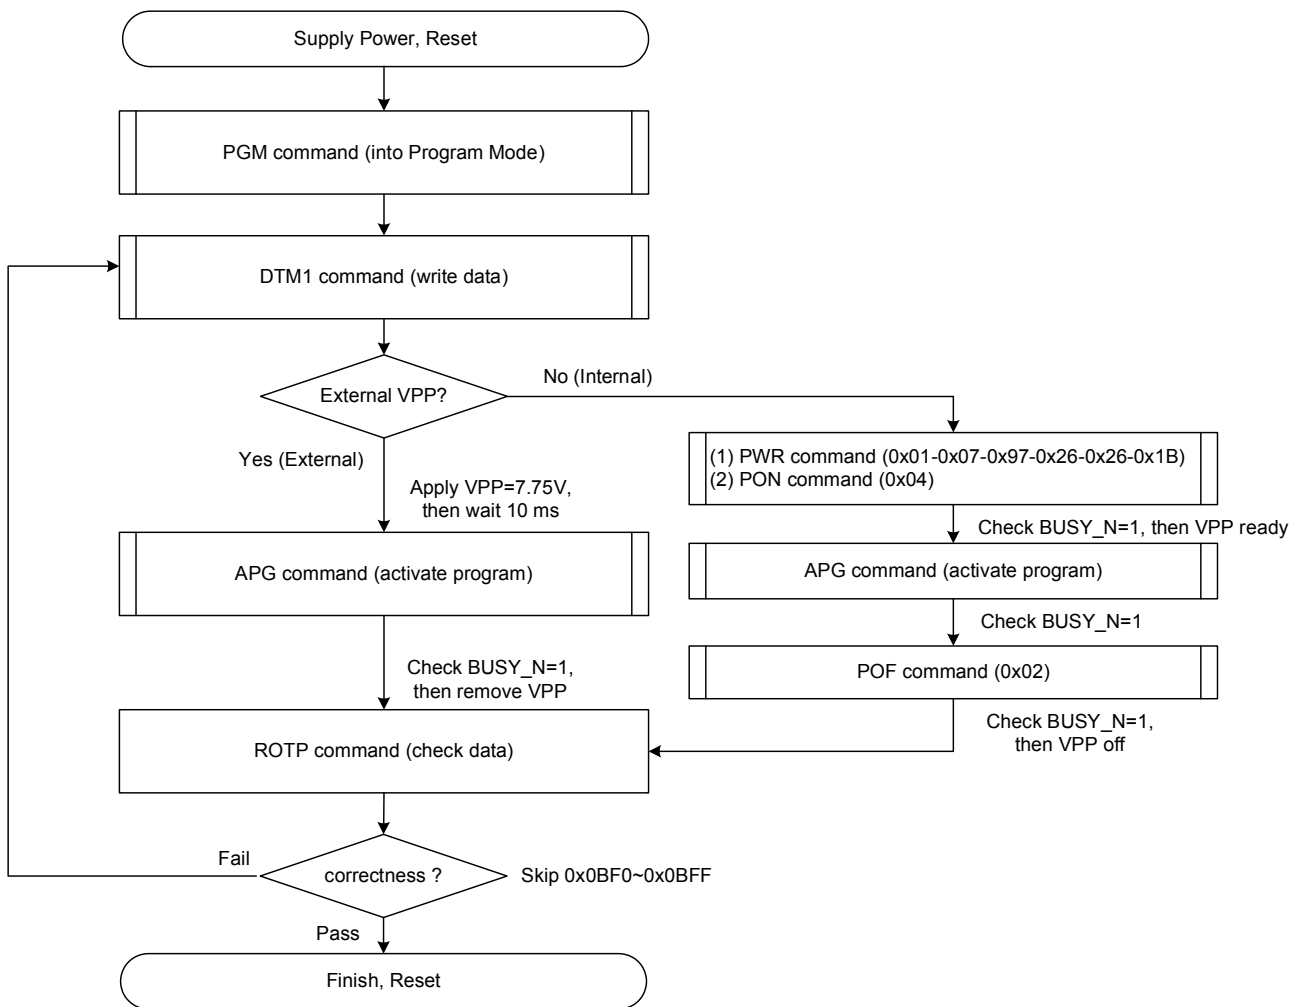 Supply Power, Reset
PGM command (into Program Mode)
DTM1 command (write data)
External VPP?
No (Internal)
Yes (External)
(1) PWR command (0x01-0x07-0x97-0x26-0x26-0x1B)
(2) PON command (0x04)
Apply VPP=7.75V,
then wait 10 ms
Check BUSY_N=1, then VPP ready
APG command (activate program)
APG command (activate program)
Check BUSY_N=1
Check BUSY_N=1,
then remove VPP
POF command (0x02)
Check BUSY_N=1,
then VPP off
ROTP command (check data)
Fail
correctness ?
Skip 0x0BF0~0x0BFF
Pass
Finish, Reset